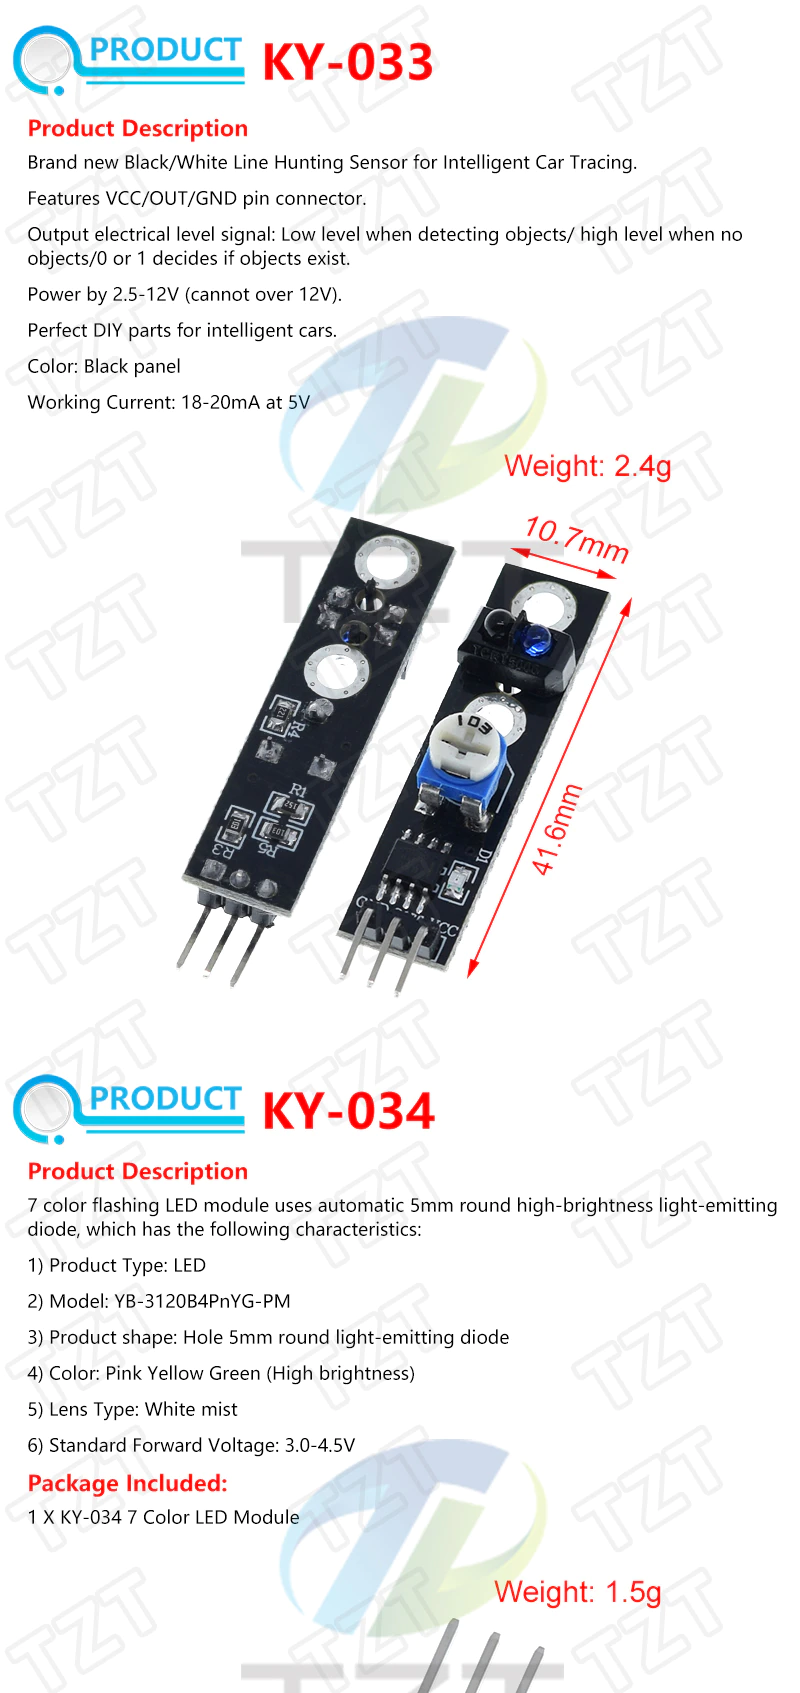 PRODUCT KY-033
Product Description
Brand new Black/White Line Hunting Sensor for Intelligent Car Tracing.
Features VCC/OUT/GND pin connector.
Output electrical level signal: Low level when detecting objects/ high level when no
objects/0 or 1 decides if objects exist.
Power by 2.5-12V (cannot over 12V).
Perfect DIY parts for intelligent cars.
Color: Black panel
Working Current: 18-20mA at 5V
Weight: 2.4g
10.7mm
41.6mm
R4
R1
152
103
R5
103
R3
103
D1
PRODUCT KY-034
Product Description
7 color flashing LED module uses automatic 5mm round high-brightness light-emitting
diode, which has the following characteristics:
1) Product Type: LED
2) Model: YB-3120B4PnYG-PM
3) Product shape: Hole 5mm round light-emitting diode
4) Color: Pink Yellow Green (High brightness)
5) Lens Type: White mist
6) Standard Forward Voltage: 3.0-4.5V
Package Included:
1 X KY-034 7 Color LED Module
Weight: 1.5g
TZT